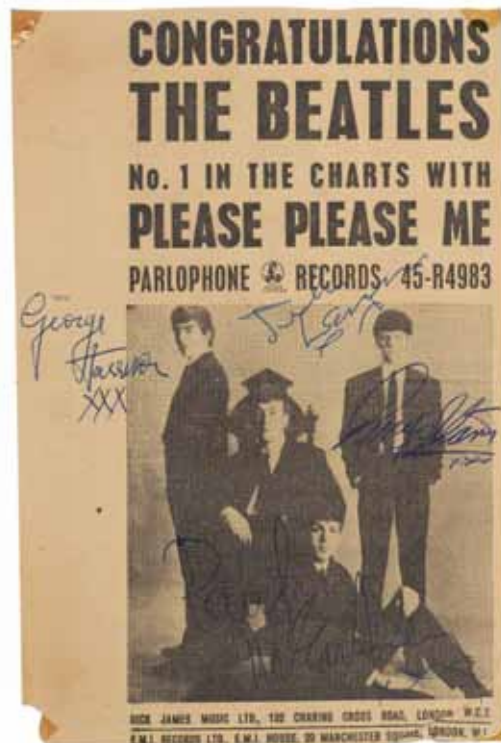 CONGRATULATIONS
THE BEATLES
No. 1 IN THE CHARTS WITH
PLEASE PLEASE ME
PARLOPHONE RECORDS 45-R4983
George
Harrison
XXX
DICK JAMES MUSIC LTD., 132 CHARING CROSS ROAD, LONDON W.C.2
E.M.I. RECORDS LTD., E.M.I. HOUSE, 20 MANCHESTER SQUARE, LONDON, W.1